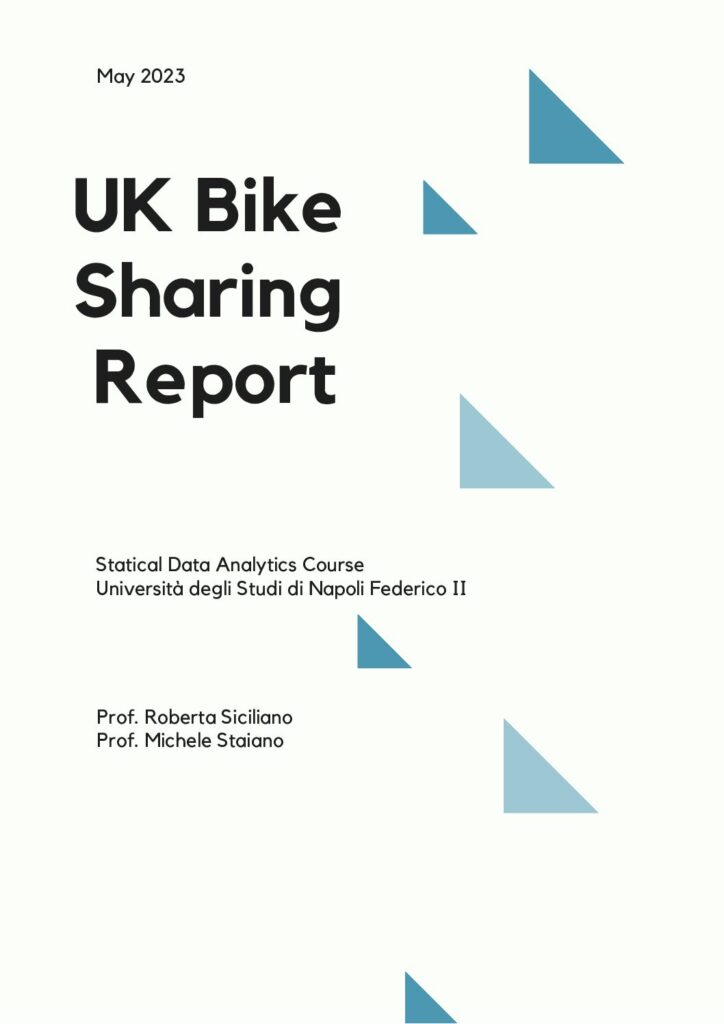 May 2023
UK Bike
Sharing
Report
Statical Data Analytics Course
Università degli Studi di Napoli Federico II
Prof. Roberta Siciliano
Prof. Michele Staiano